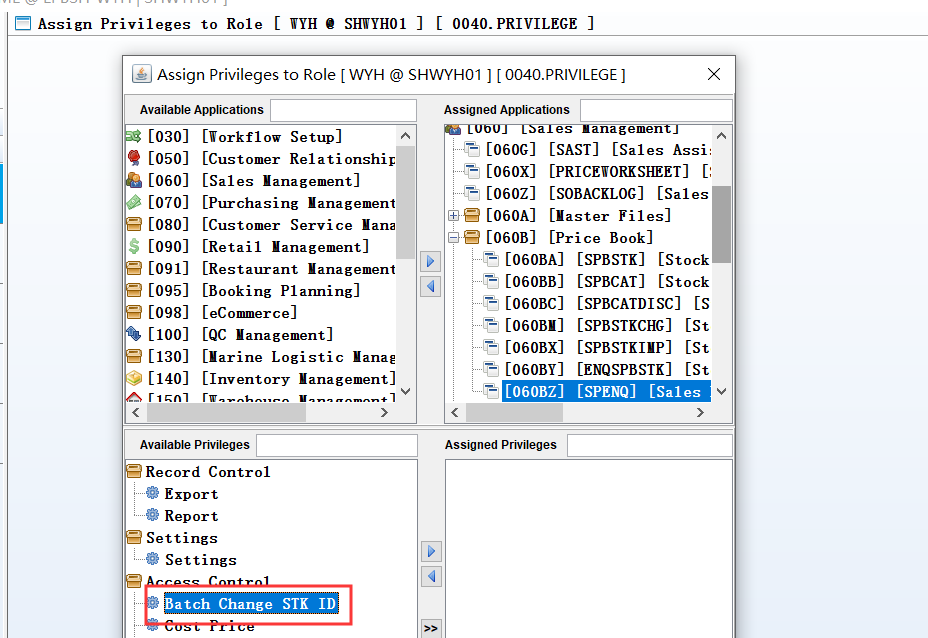 Assign Privileges to Role [ WYH @ SHWYH01 ] [ 0040.PRIVILEGE ]
Assign Privileges to Role [ WYH @ SHWYH01 ] [ 0040.PRIVILEGE ]
Available Applications
[030] [Workflow Setup]
[050] [Customer Relationship
[060] [Sales Management]
[070] [Purchasing Management
[080] [Customer Service Mana
[090] [Retail Management]
[091] [Restaurant Management
[095] [Booking Planning]
[098] [eCommerce]
[100] [QC Management]
[130] [Marine Logistic Manag
[140] [Inventory Management]
[150] [Warehouse Management]
Assigned Applications
[060] [Sales Management]
[060G] [SAST] [Sales Assi
[060X] [PRICEWORKSHEET] [S
[060Z] [SOBACKLOG] [Sales
[060A] [Master Files]
[060B] [Price Book]
[060BA] [SPBSTK] [Stock
[060BB] [SPBCAT] [Stock
[060BC] [SPBCATDISC] [S
[060BM] [SPBSTKCHG] [St
[060BX] [SPBSTKIMP] [St
[060BY] [ENQSPBSTK] [St
[060BZ] [SPENQ] [Sales
Available Privileges
Record Control
Export
Report
Settings
Settings
Access Control
Batch Change STK ID
Cost Price
>>
Assigned Privileges